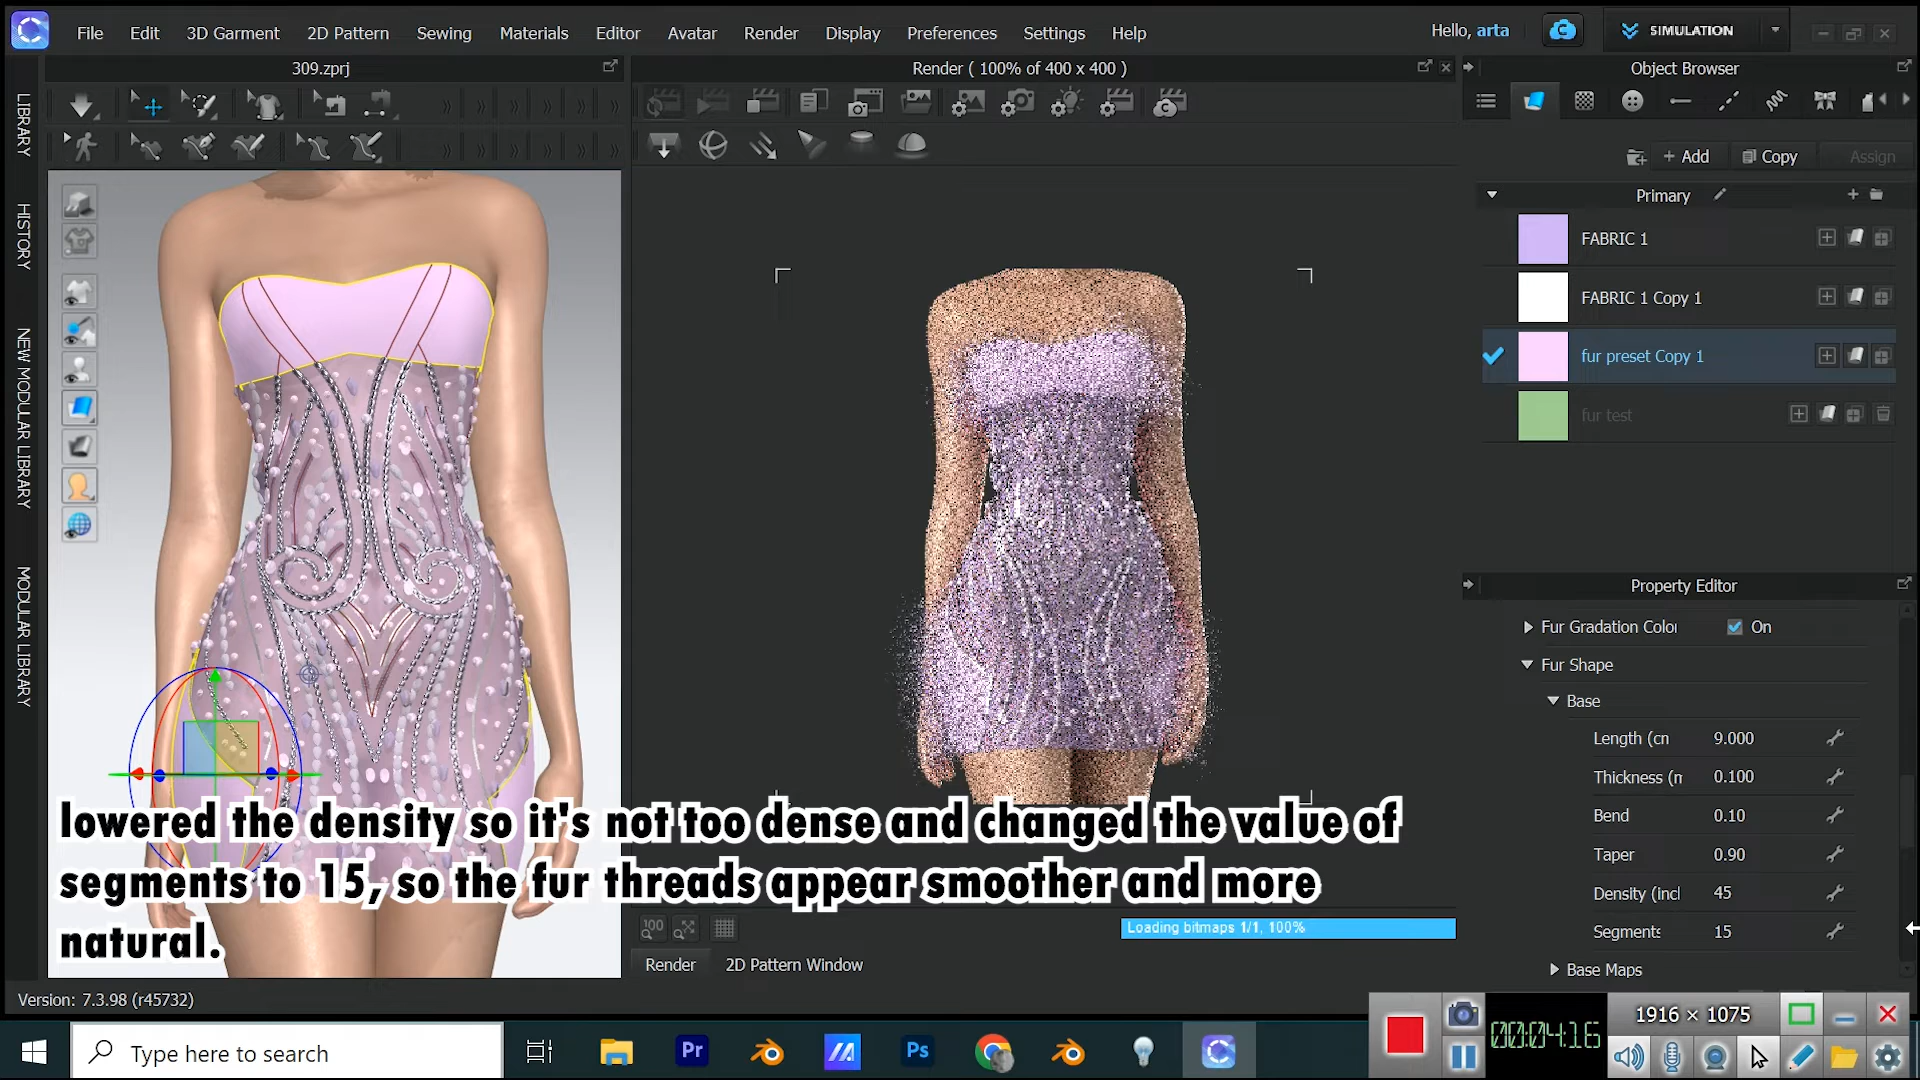 File Edit 3D Garment 2D Pattern Sewing Materials Editor Avatar Render Display Preferences Settings Help
Hello, arta
SIMULATION
309.zprj
Render ( 100% of 400 x 400 )
Object Browser
LIBRARY
HISTORY
NEW MODULAR LIBRARY
MODULAR LIBRARY
+ Add
Copy
Assign
Primary
FABRIC 1
FABRIC 1 Copy 1
fur preset Copy 1
fur test
Property Editor
Fur Gradation Color
On
Fur Shape
Base
Length (cn 9.000
Thickness (n 0.100
Bend 0.10
Taper 0.90
Density (incl 45
Segments 15
Base Maps
lowered the density so it's not too dense and changed the value of
segments to 15, so the fur threads appear smoother and more
natural.
100
Loading bitmaps 1/1, 100%
Render
2D Pattern Window
Version: 7.3.98 (r45732)
Type here to search
Pr
Ps
00:04:16
1916 × 1075